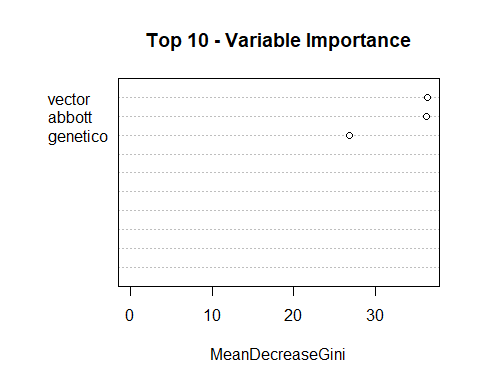 Top 10 - Variable Importance
vector
abbott
genetico
0 10 20 30
MeanDecreaseGini